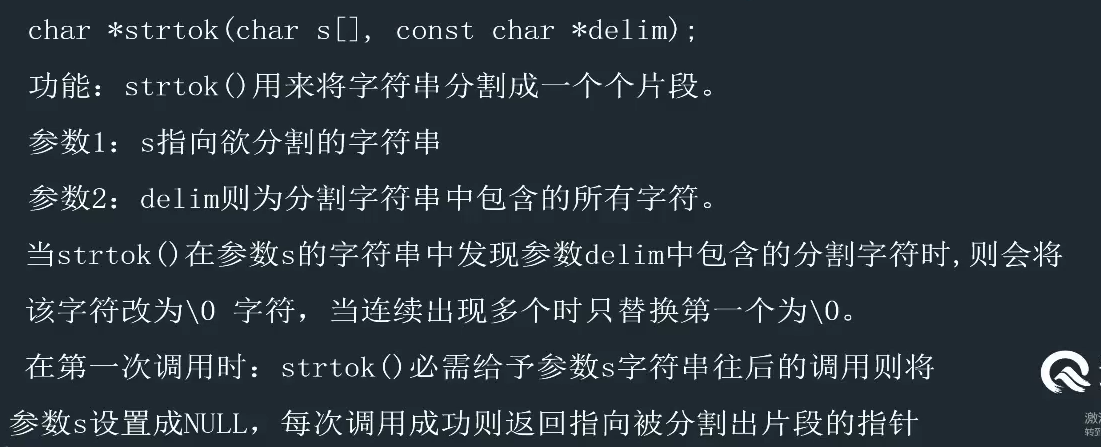 char *strtok(char s[], const char *delim);
功能：strtok()用来将字符串分割成一个个片段。
参数1：s指向欲分割的字符串
参数2：delim则为分割字符串中包含的所有字符。
当strtok()在参数s的字符串中发现参数delim中包含的分割字符时,则会将
该字符改为\0 字符，当连续出现多个时只替换第一个为\0。
在第一次调用时：strtok()必需给予参数s字符串往后的调用则将
参数s设置成NULL，每次调用成功则返回指向被分割出片段的指针
转到